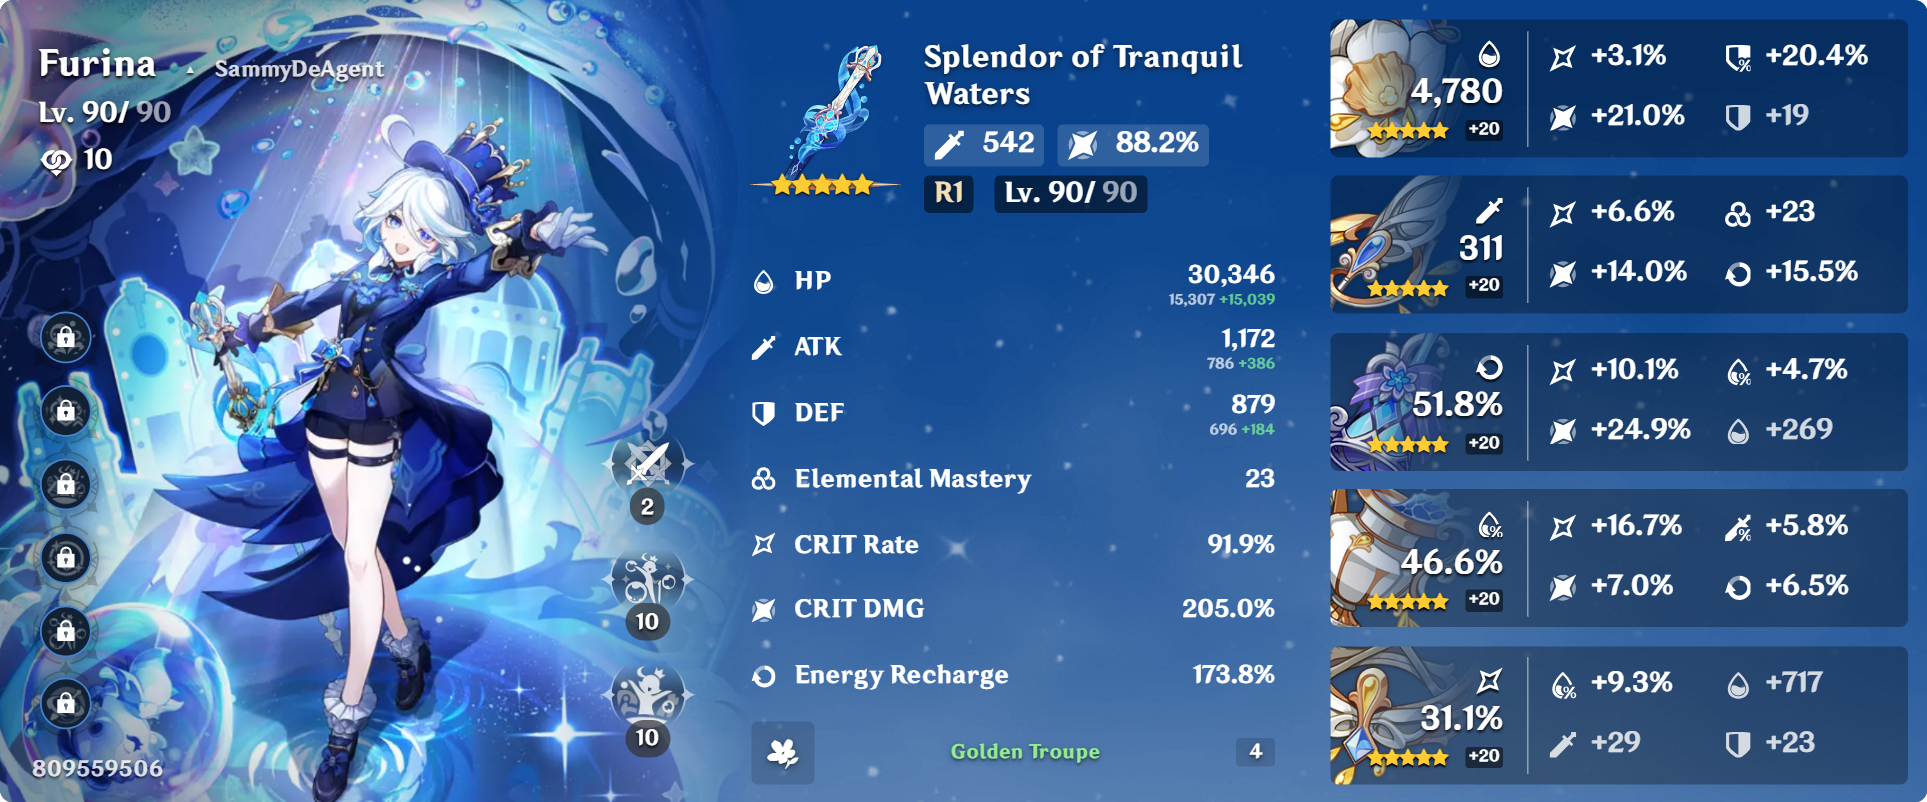 Furina ▲ SammyDeAgent
Lv. 90/ 90
10
2
10
10
809559506
Splendor of Tranquil
Waters
542 88.2%
R1 Lv. 90/ 90
HP 30,346
15,307 +15,039
ATK 1,172
786 +386
DEF 879
696 +184
Elemental Mastery 23
CRIT Rate 91.9%
CRIT DMG 205.0%
Energy Recharge 173.8%
Golden Troupe 4
4,780
+20
+3.1% +20.4%
+21.0% +19
311
+20
+6.6% +23
+14.0% +15.5%
51.8%
+20
+10.1% +4.7%
+24.9% +269
46.6%
+20
+16.7% +5.8%
+7.0% +6.5%
31.1%
+20
+9.3% +717
+29 +23